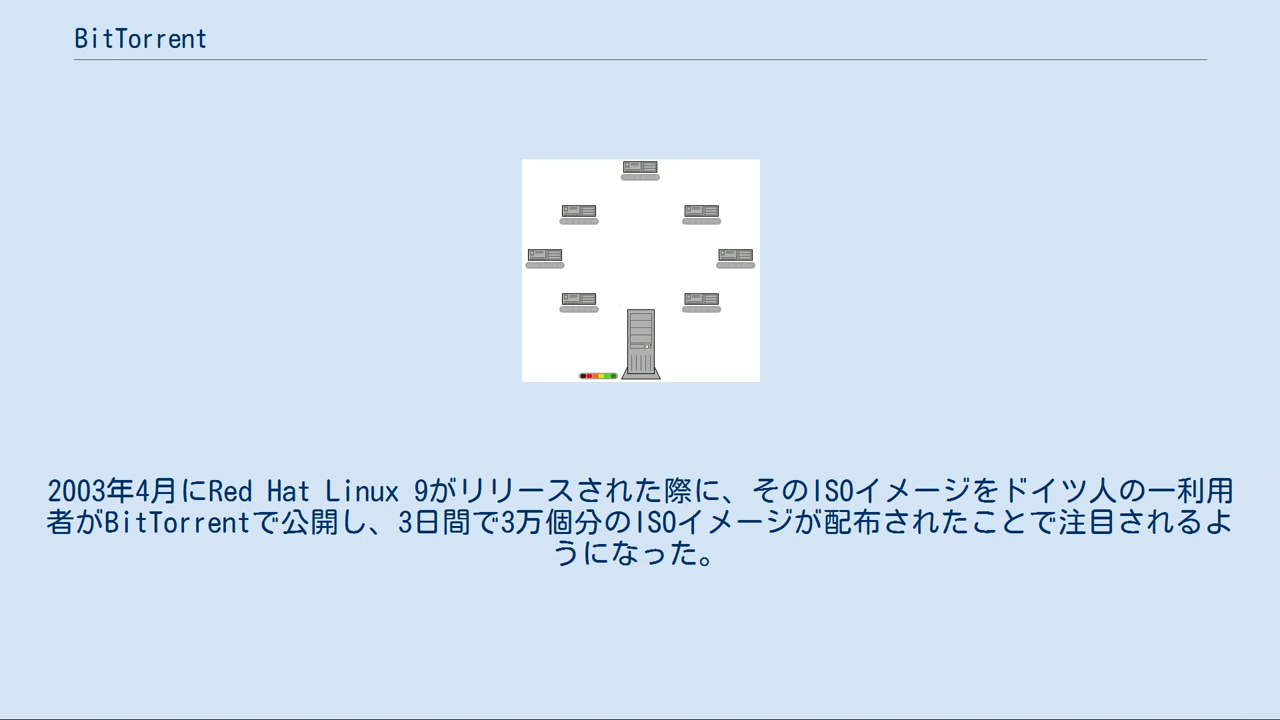 BitTorrent
2003年4月にRed Hat Linux 9がリリースされた際に、そのISOイメージをドイツ人の一利用
者がBitTorrentで公開し、3日間で3万個分のISOイメージが配布されたことで注目されるよ
うになった。